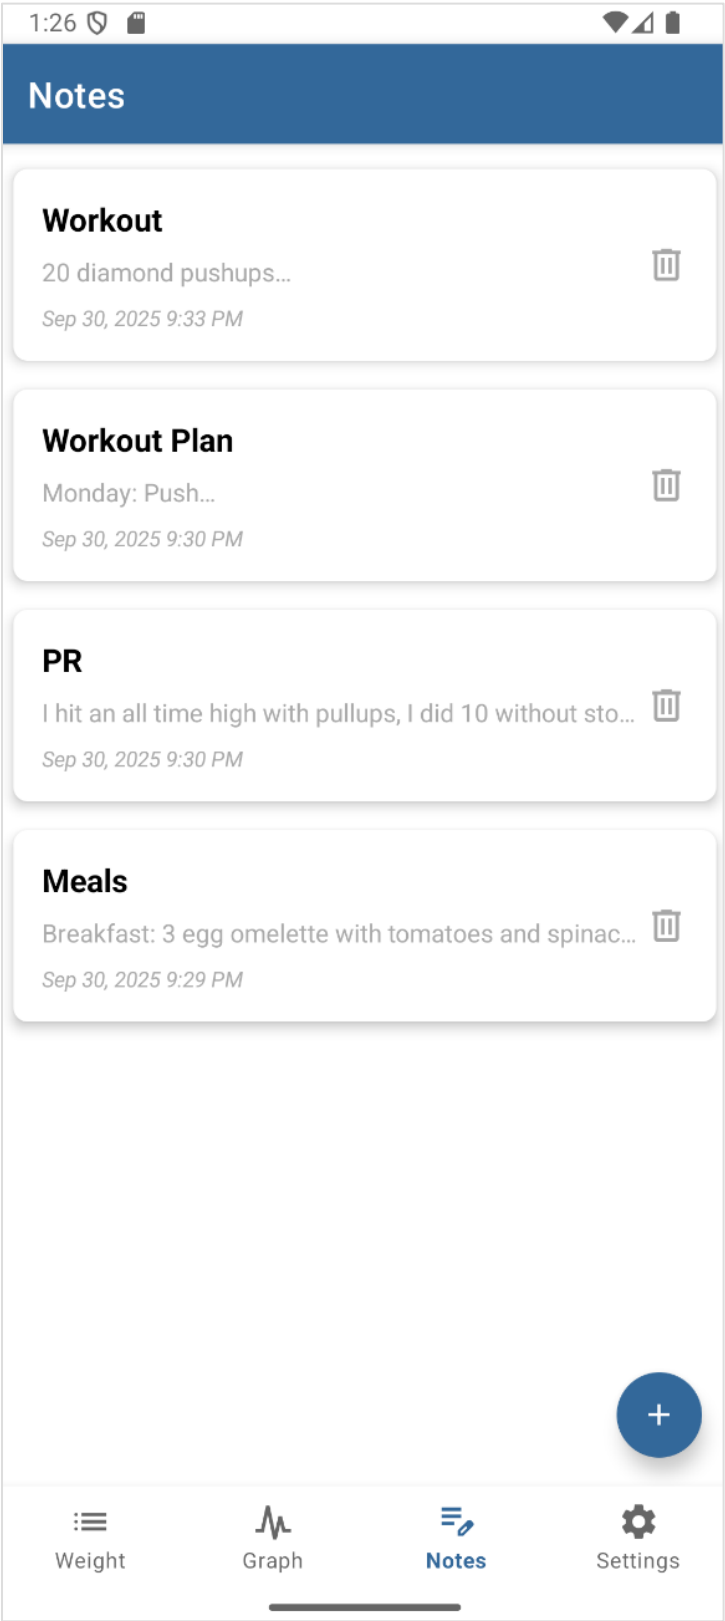 1:26
Notes
Workout
20 diamond pushups...
Sep 30, 2025 9:33 PM
Workout Plan
Monday: Push...
Sep 30, 2025 9:30 PM
PR
I hit an all time high with pullups, I did 10 without sto...
Sep 30, 2025 9:30 PM
Meals
Breakfast: 3 egg omelette with tomatoes and spinac...
Sep 30, 2025 9:29 PM
+
Weight Graph Notes Settings